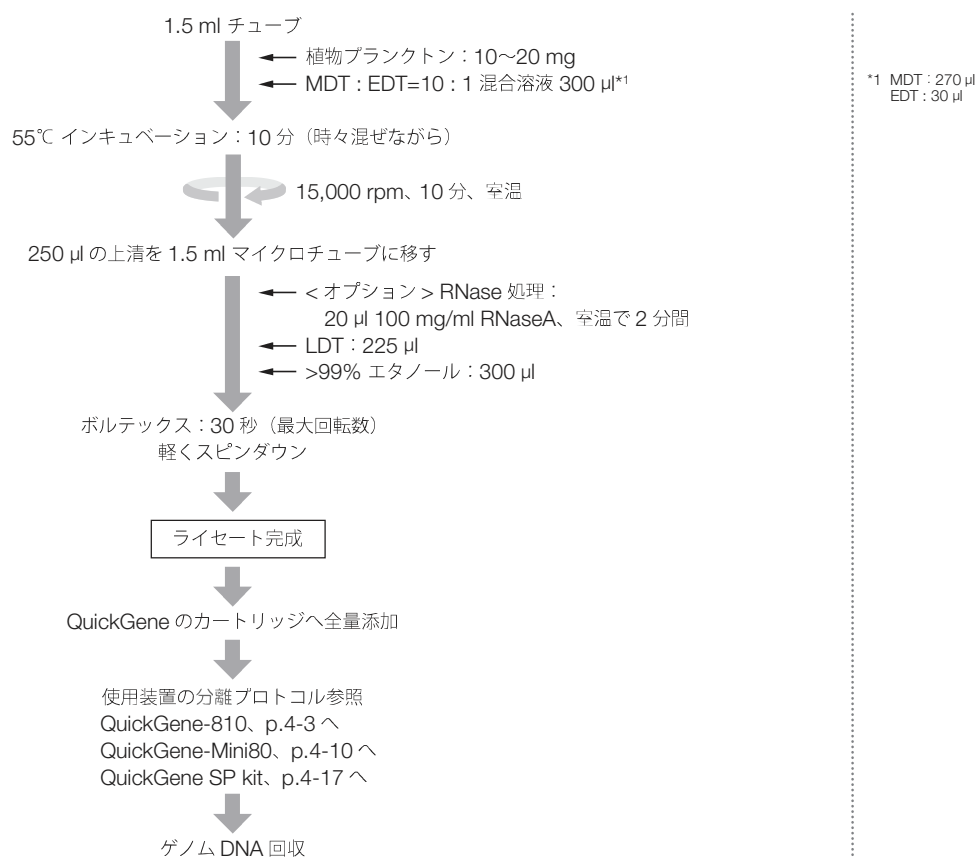 1.5 ml チューブ
植物プランクトン：10～20 mg
MDT : EDT=10 : 1 混合溶液 300 µl*1
*1 MDT：270 µl
EDT：30 µl
55℃ インキュベーション：10 分（時々混ぜながら）
15,000 rpm、10 分、室温
250 µl の上清を 1.5 ml マイクロチューブに移す
< オプション > RNase 処理：
20 µl 100 mg/ml RNaseA、室温で 2 分間
LDT：225 µl
>99% エタノール：300 µl
ボルテックス：30 秒（最大回転数）
軽くスピンダウン
ライセート完成
QuickGene のカートリッジへ全量添加
使用装置の分離プロトコル参照
QuickGene-810、p.4-3 へ
QuickGene-Mini80、p.4-10 へ
QuickGene SP kit、p.4-17 へ
ゲノム DNA 回収